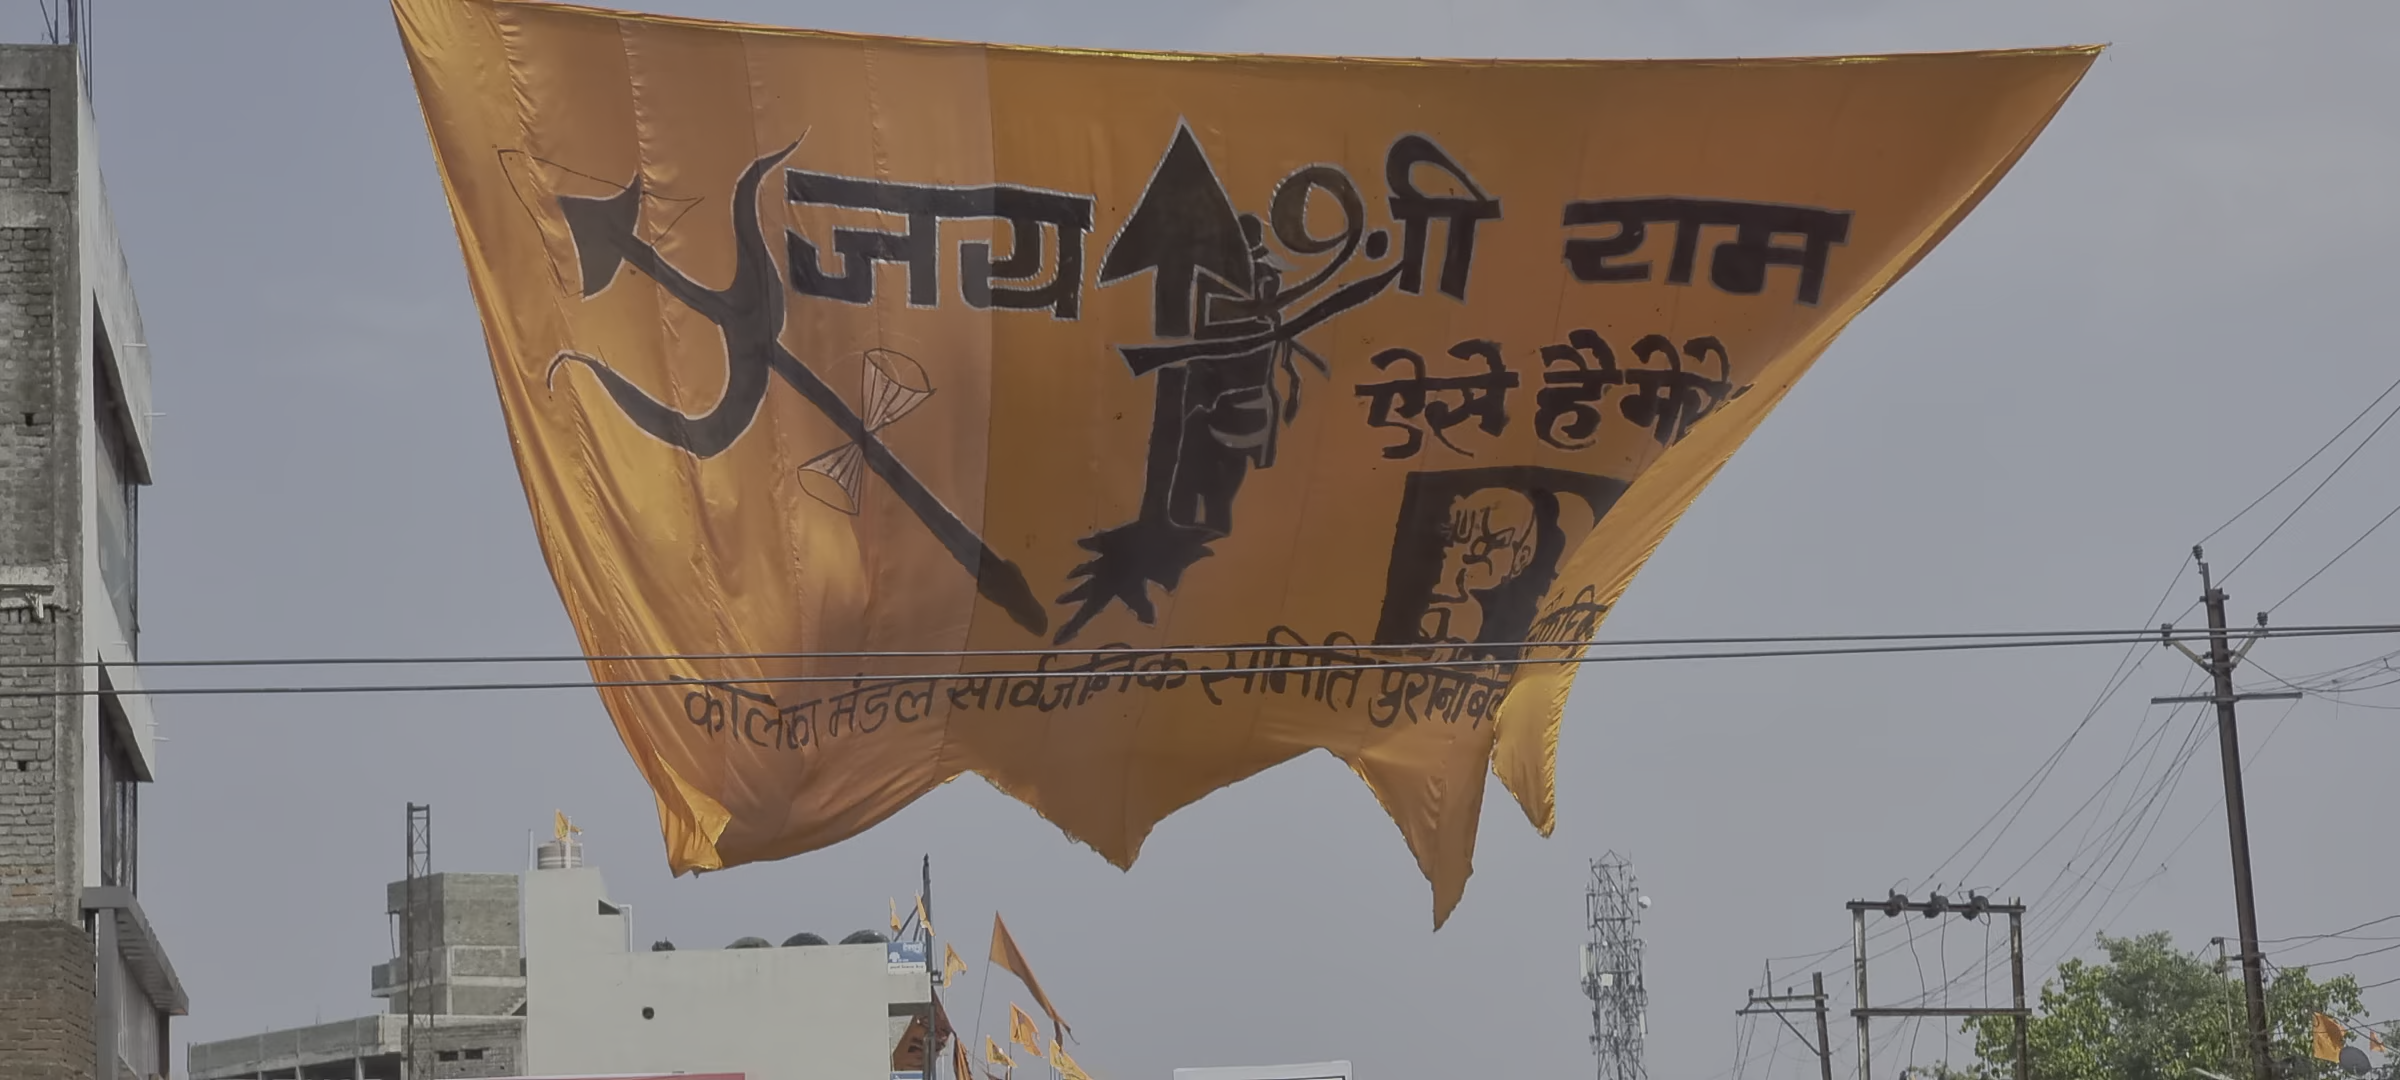 जय श्री राम
ऐसे है मेरे
कालिका मंडल सार्वजनिक समिति पुराना